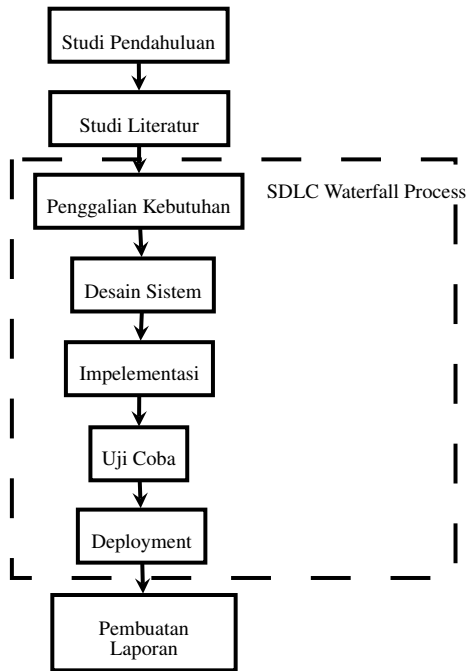 Studi Pendahuluan
Studi Literatur
SDLC Waterfall Process
Penggalian Kebutuhan
Desain Sistem
Impelementasi
Uji Coba
Deployment
Pembuatan
Laporan